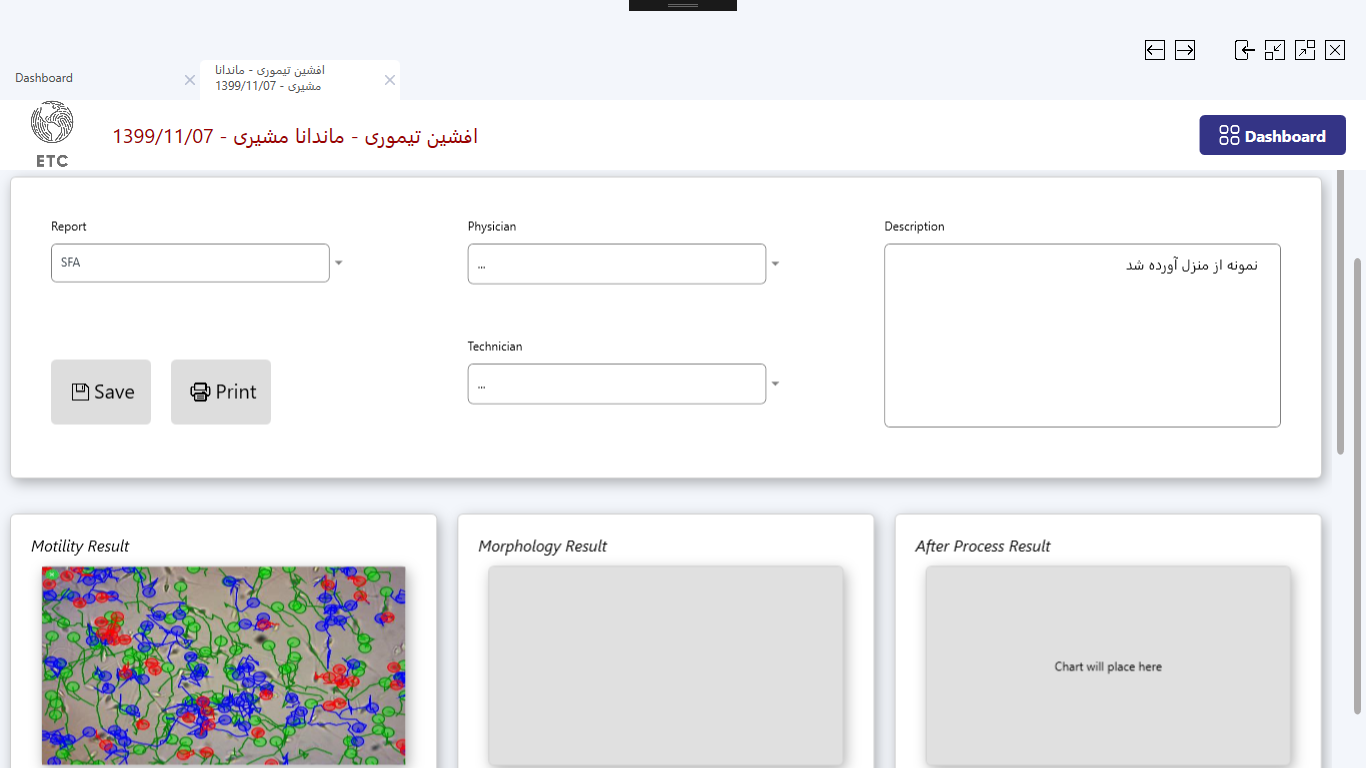 Dashboard
افشین تیموری - ماندانا
مشیری - 1399/11/07
ETC
افشین تیموری - ماندانا مشیری - 1399/11/07
Dashboard
Report
SFA
Physician
...
Description
نمونه از منزل آورده شد
Technician
...
Save
Print
Motility Result
Morphology Result
After Process Result
Chart will place here